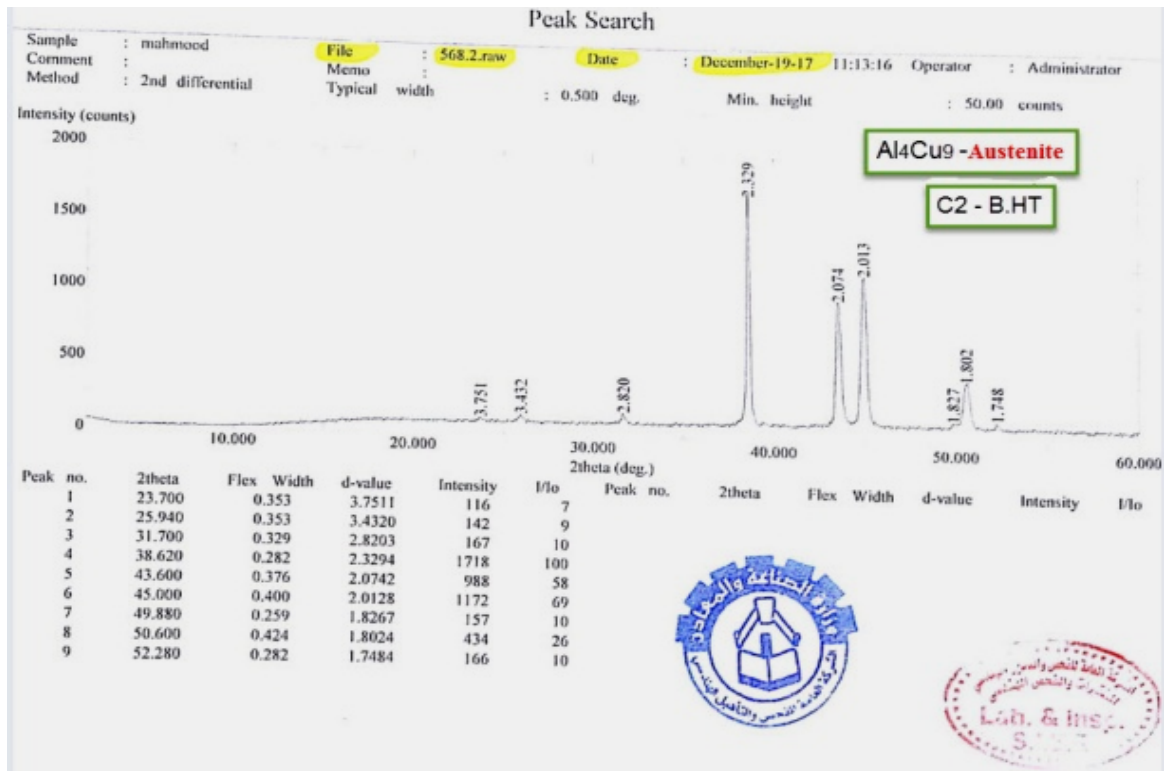 Peak Search
Sample : mahmood File : 568.2.raw Date : December-19-17 11:13:16 Operator : Administrator
Comment : Memo :
Method : 2nd differential Typical width : 0.500 deg. Min. height : 50.00 counts
Intensity (counts)
2000
1500
1000
500
0
Al4Cu9 -Austenite
C2 - B.HT
3.751
3.432
2.820
2.329
2.074
2.013
1.827
1.802
1.748
10.000 20.000 30.000 40.000 50.000 60.000
2theta (deg.)
Peak no. 2theta Flex Width d-value Intensity I/Io Peak no. 2theta Flex Width d-value Intensity I/Io
1 23.700 0.353 3.7511 116 7
2 25.940 0.353 3.4320 142 9
3 31.700 0.329 2.8203 167 10
4 38.620 0.282 2.3294 1718 100
5 43.600 0.376 2.0742 988 58
6 45.000 0.400 2.0128 1172 69
7 49.880 0.259 1.8267 157 10
8 50.600 0.424 1.8024 434 26
9 52.280 0.282 1.7484 166 10
وزارة الصناعة والمعادن
الشركة العامة للفحص والتأهيل الهندسي
Lab. & Insp.